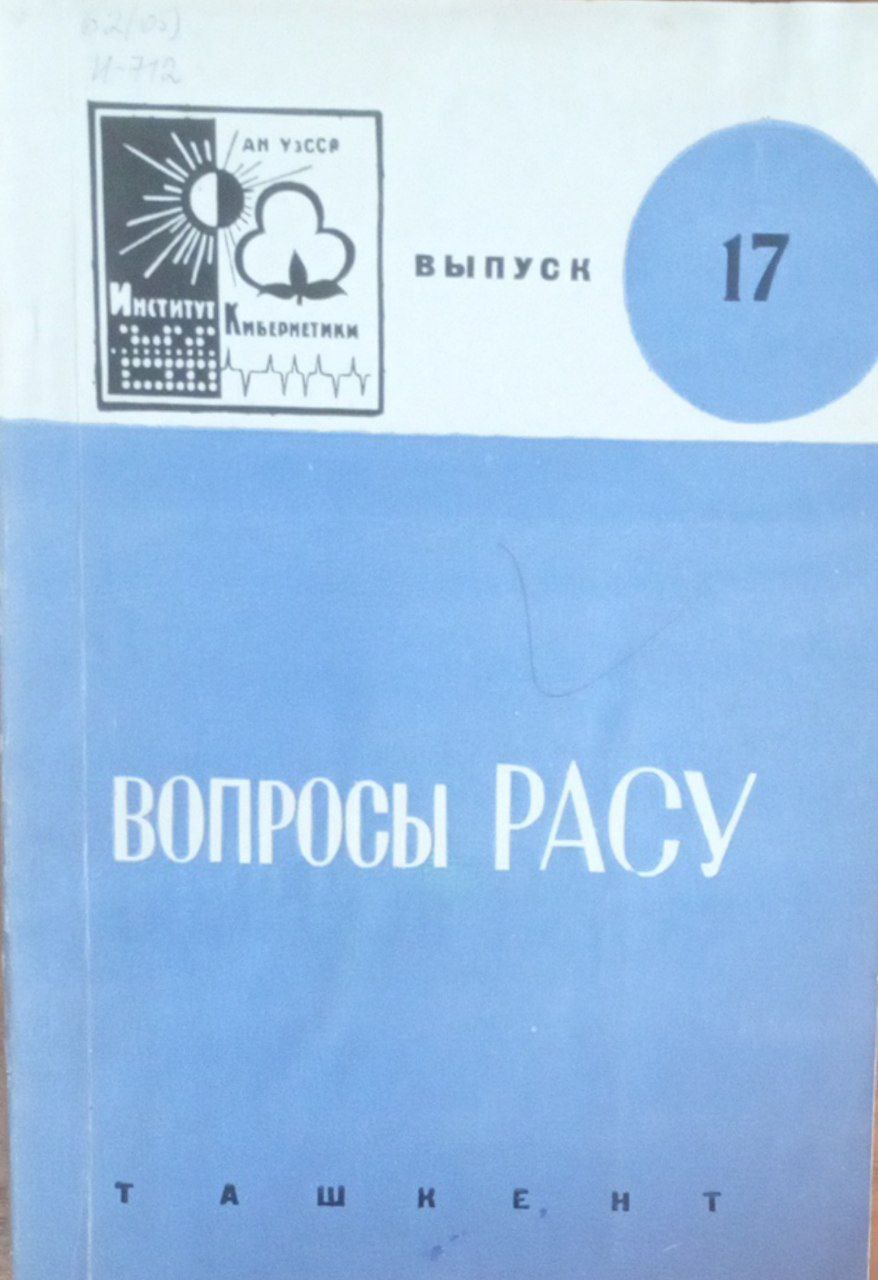 62(05)
И-712
АН УзССР
ВЫПУСК
17
Институт
Кибернетики
ВОПРОСЫ РАСУ
ТАШКЕНТ